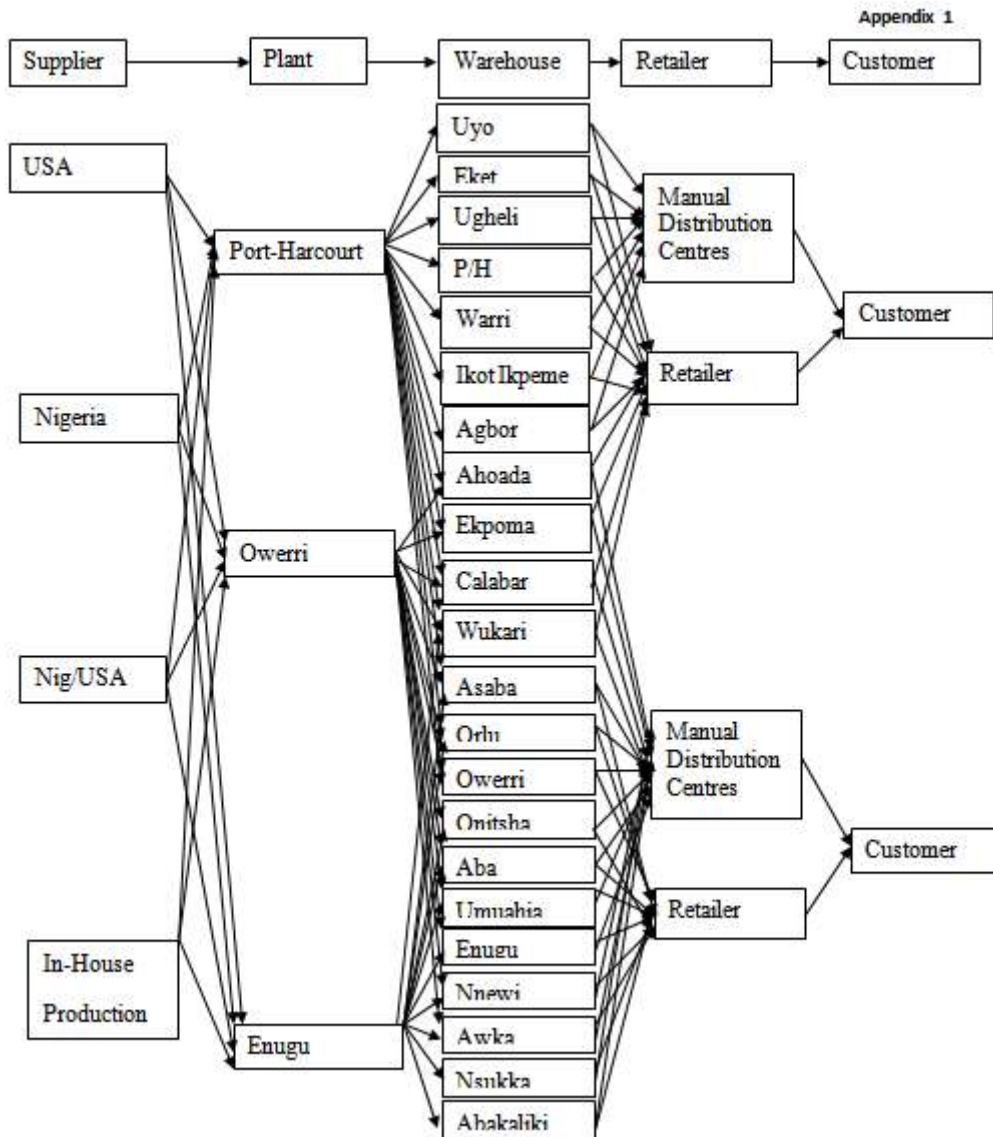 Appendix 1
Supplier
Plant
Warehouse
Retailer
Customer
USA
Nigeria
Nig/USA
In-House
Production
Port-Harcourt
Owerri
Enugu
Uyo
Eket
Ugheli
P/H
Warri
Ikot Ikpeme
Agbor
Ahoada
Ekpoma
Calabar
Wukari
Asaba
Orlu
Owerri
Onitsha
Aba
Umuahia
Enugu
Nnewi
Awka
Nsukka
Abakaliki
Manual
Distribution
Centres
Retailer
Manual
Distribution
Centres
Retailer
Customer
Customer